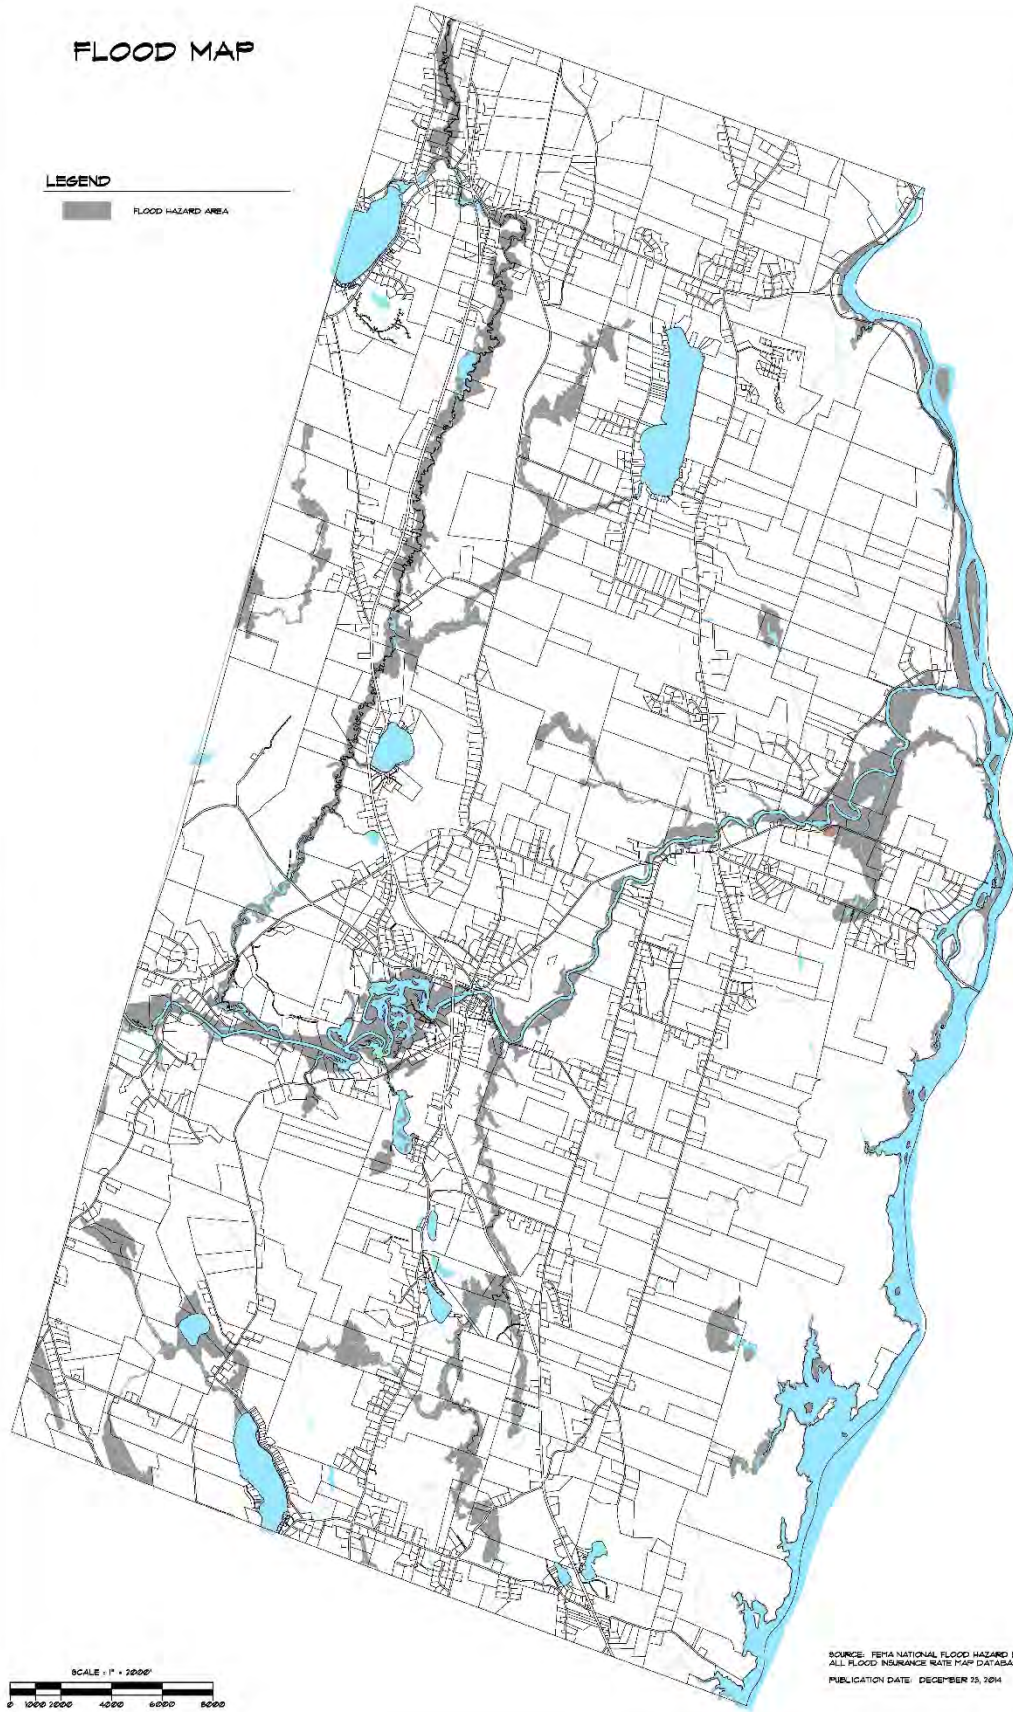 FLOOD MAP
LEGEND
FLOOD HAZARD AREA
SCALE : 1" = 2000'
0 1000 2000 4000 6000 8000
SOURCE: FEMA NATIONAL FLOOD HAZARD
ALL FLOOD INSURANCE RATE MAP
PUBLICATION DATE: DECEMBER 23, 2014